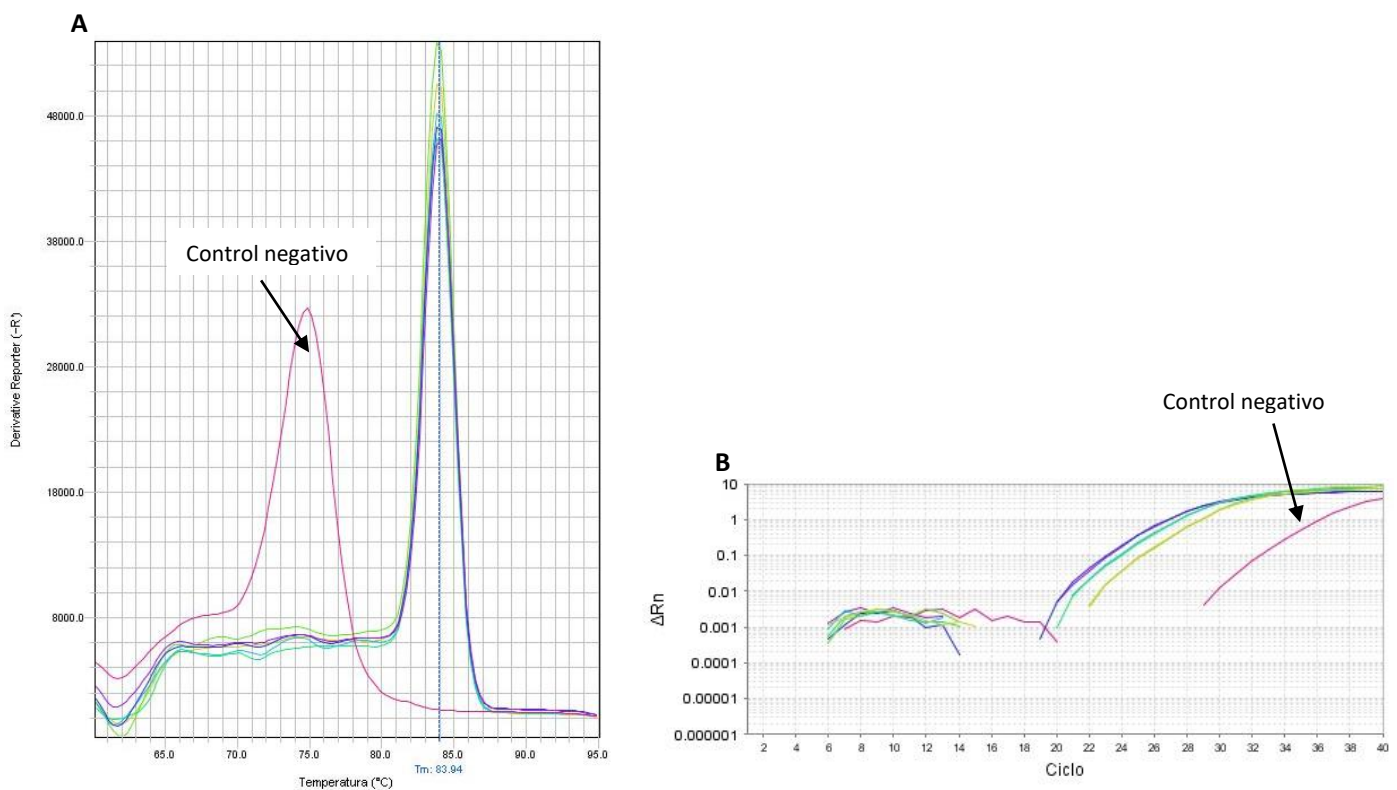 A
48000.0
38000.0
28000.0
18000.0
8000.0
Derivative Reporter (-R')
Control negativo
65.0 70.0 75.0 80.0 85.0 90.0 95.0
Tm: 83.94
Temperatura (°C)
Control negativo
B
10
1
0.1
0.01
0.001
0.0001
0.00001
0.000001
ΔRn
2 4 6 8 10 12 14 16 18 20 22 24 26 28 30 32 34 36 38 40
Ciclo